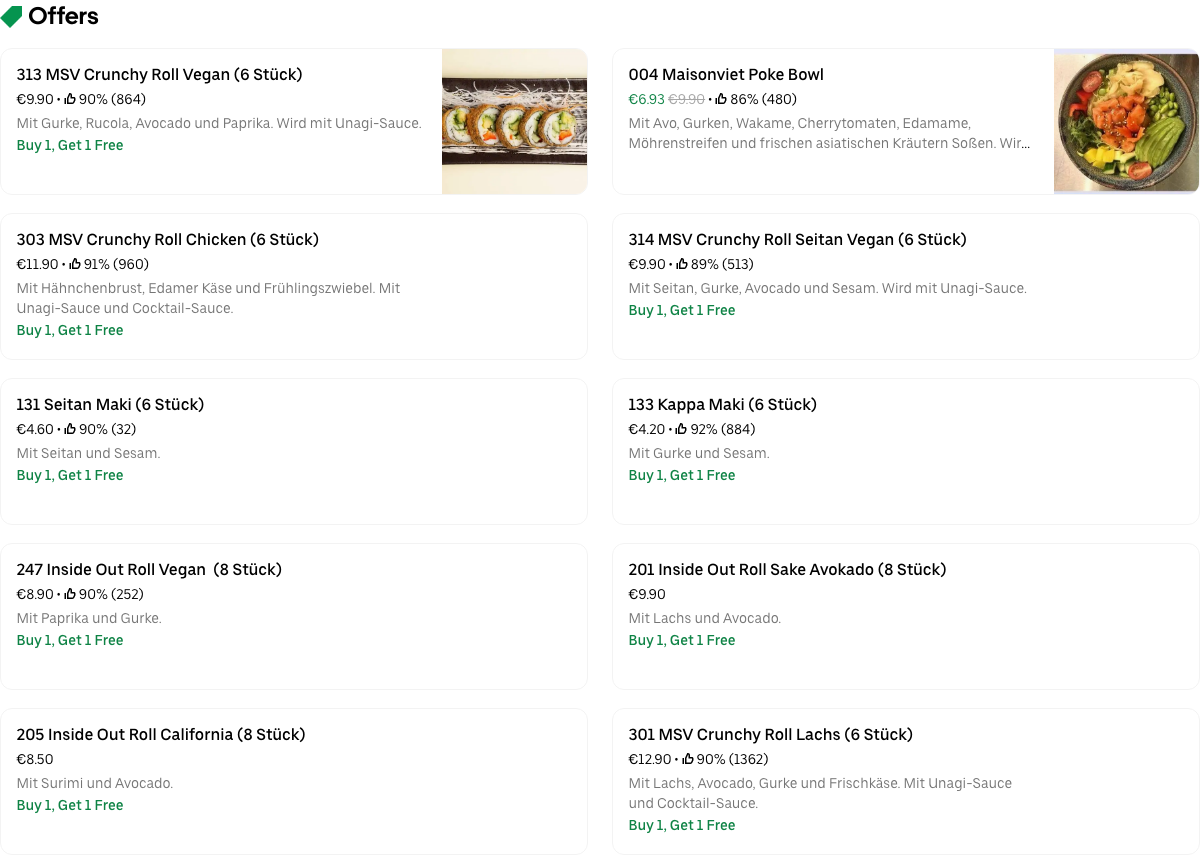 Offers
313 MSV Crunchy Roll Vegan (6 Stück)
€9.90 • 90% (864)
Mit Gurke, Rucola, Avocado und Paprika. Wird mit Unagi-Sauce.
Buy 1, Get 1 Free
004 Maisonviet Poke Bowl
€6.93 €9.90 • 86% (480)
Mit Avo, Gurken, Wakame, Cherrytomaten, Edamame,
Möhrenstreifen und frischen asiatischen Kräutern Soßen. Wir...
303 MSV Crunchy Roll Chicken (6 Stück)
€11.90 • 91% (960)
Mit Hähnchenbrust, Edamer Käse und Frühlingszwiebel. Mit
Unagi-Sauce und Cocktail-Sauce.
Buy 1, Get 1 Free
314 MSV Crunchy Roll Seitan Vegan (6 Stück)
€9.90 • 89% (513)
Mit Seitan, Gurke, Avocado und Sesam. Wird mit Unagi-Sauce.
Buy 1, Get 1 Free
131 Seitan Maki (6 Stück)
€4.60 • 90% (32)
Mit Seitan und Sesam.
Buy 1, Get 1 Free
133 Kappa Maki (6 Stück)
€4.20 • 92% (884)
Mit Gurke und Sesam.
Buy 1, Get 1 Free
247 Inside Out Roll Vegan (8 Stück)
€8.90 • 90% (252)
Mit Paprika und Gurke.
Buy 1, Get 1 Free
201 Inside Out Roll Sake Avokado (8 Stück)
€9.90
Mit Lachs und Avocado.
Buy 1, Get 1 Free
205 Inside Out Roll California (8 Stück)
€8.50
Mit Surimi und Avocado.
Buy 1, Get 1 Free
301 MSV Crunchy Roll Lachs (6 Stück)
€12.90 • 90% (1362)
Mit Lachs, Avocado, Gurke und Frischkäse. Mit Unagi-Sauce
und Cocktail-Sauce.
Buy 1, Get 1 Free